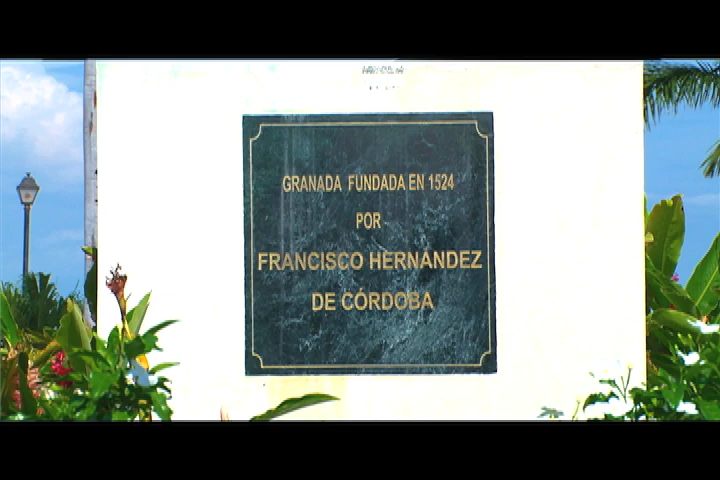 GRANADA FUNDADA EN 1524
POR
FRANCISCO HERNANDEZ
DE CÓRDOBA